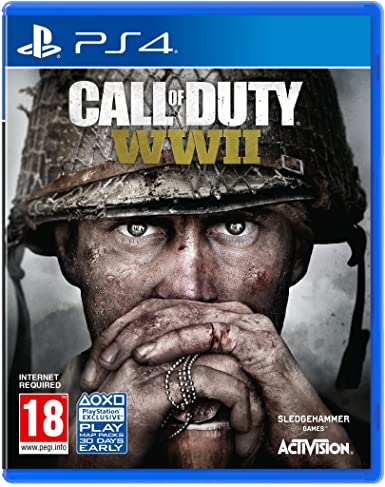 PS4
CALL OF DUTY
WWII
INTERNET
REQUIRED
18
www.pegi.info
PlayStation
EXCLUSIVE
PLAY
MAP PACKS
30 DAYS
EARLY
SLEDGEHAMMER
GAMES
ACTIVISION